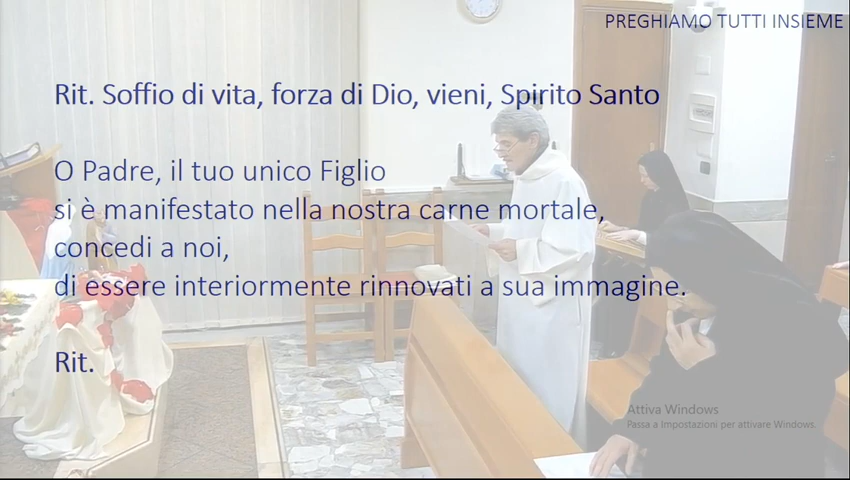 PREGHIAMO TUTTI INSIEME
Rit. Soffio di vita, forza di Dio, vieni, Spirito Santo
O Padre, il tuo unico Figlio
si è manifestato nella nostra carne mortale,
concedi a noi,
di essere interiormente rinnovati a sua immagine.
Rit.
Attiva Windows
Passa a Impostazioni per attivare Windows.